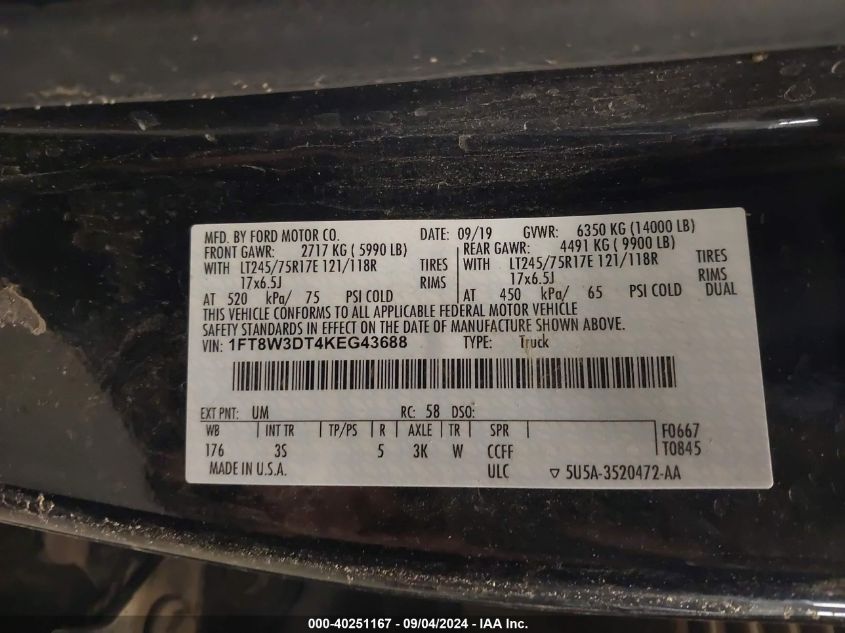 MFD. BY FORD MOTOR CO. DATE: 09/19 GVWR: 6350 KG (14000 LB)
FRONT GAWR: 2717 KG ( 5990 LB) REAR GAWR: 4491 KG ( 9900 LB)
WITH LT245/75R17E 121/118R TIRES WITH LT245/75R17E 121/118R TIRES
17x6.5J RIMS 17x6.5J RIMS
AT 520 kPa/ 75 PSI COLD AT 450 kPa/ 65 PSI COLD DUAL
THIS VEHICLE CONFORMS TO ALL APPLICABLE FEDERAL MOTOR VEHICLE
SAFETY STANDARDS IN EFFECT ON THE DATE OF MANUFACTURE SHOWN ABOVE.
VIN: 1FT8W3DT4KEG43688 TYPE: Truck
EXT PNT: UM RC: 58 DSO:
WB INT TR TP/PS R AXLE TR SPR F0667
176 3S 5 3K W CCFF T0845
MADE IN U.S.A. ULC ▽ 5U5A-3520472-AA
000-40251167 - 09/04/2024 - IAA Inc.